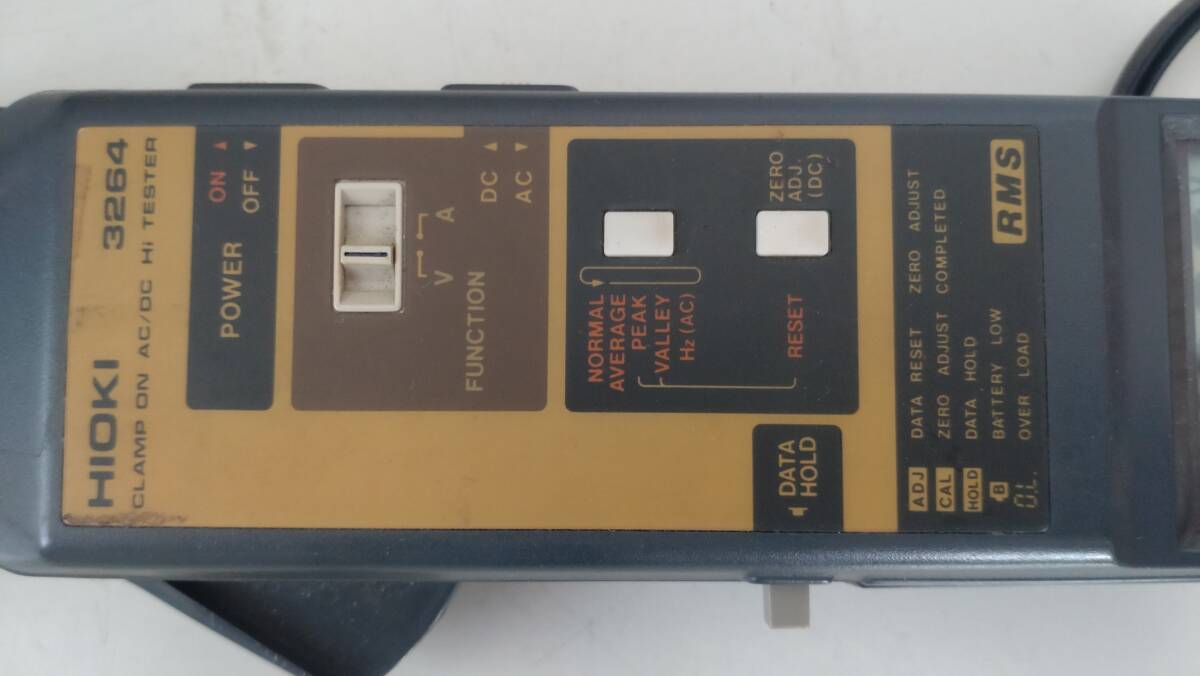 HIOKI 3264
CLAMP ON AC/DC Hi TESTER
POWER ON ▲
OFF ▼
V A
FUNCTION
DC ▲
AC ▼
NORMAL
AVERAGE
PEAK
VALLEY
Hz (AC)
ZERO
ADJ.
(DC)
RESET
DATA
HOLD
ADJ DATA RESET ZERO ADJUST
CAL ZERO ADJUST COMPLETED
HOLD DATA HOLD
B BATTERY LOW
O.L. OVER LOAD
RMS